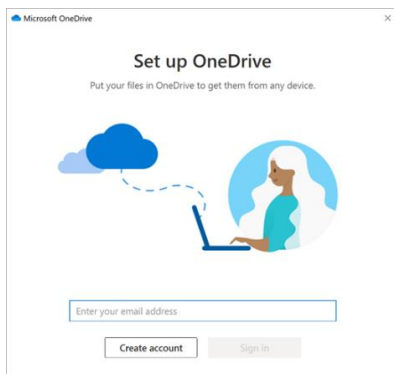 Microsoft OneDrive
Set up OneDrive
Put your files in OneDrive to get them from any device.
Enter your email address
Create account
Sign in